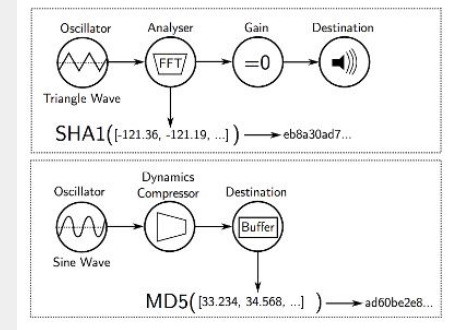 Oscillator Analyser Gain Destination
FFT =0
Triangle Wave
SHA1([-121.36, -121.19, ...]) eb8a30ad7...
Dynamics
Oscillator Compressor Destination
Buffer
Sine Wave
MD5([33.234, 34.568, ...] ) ad60be2e8...